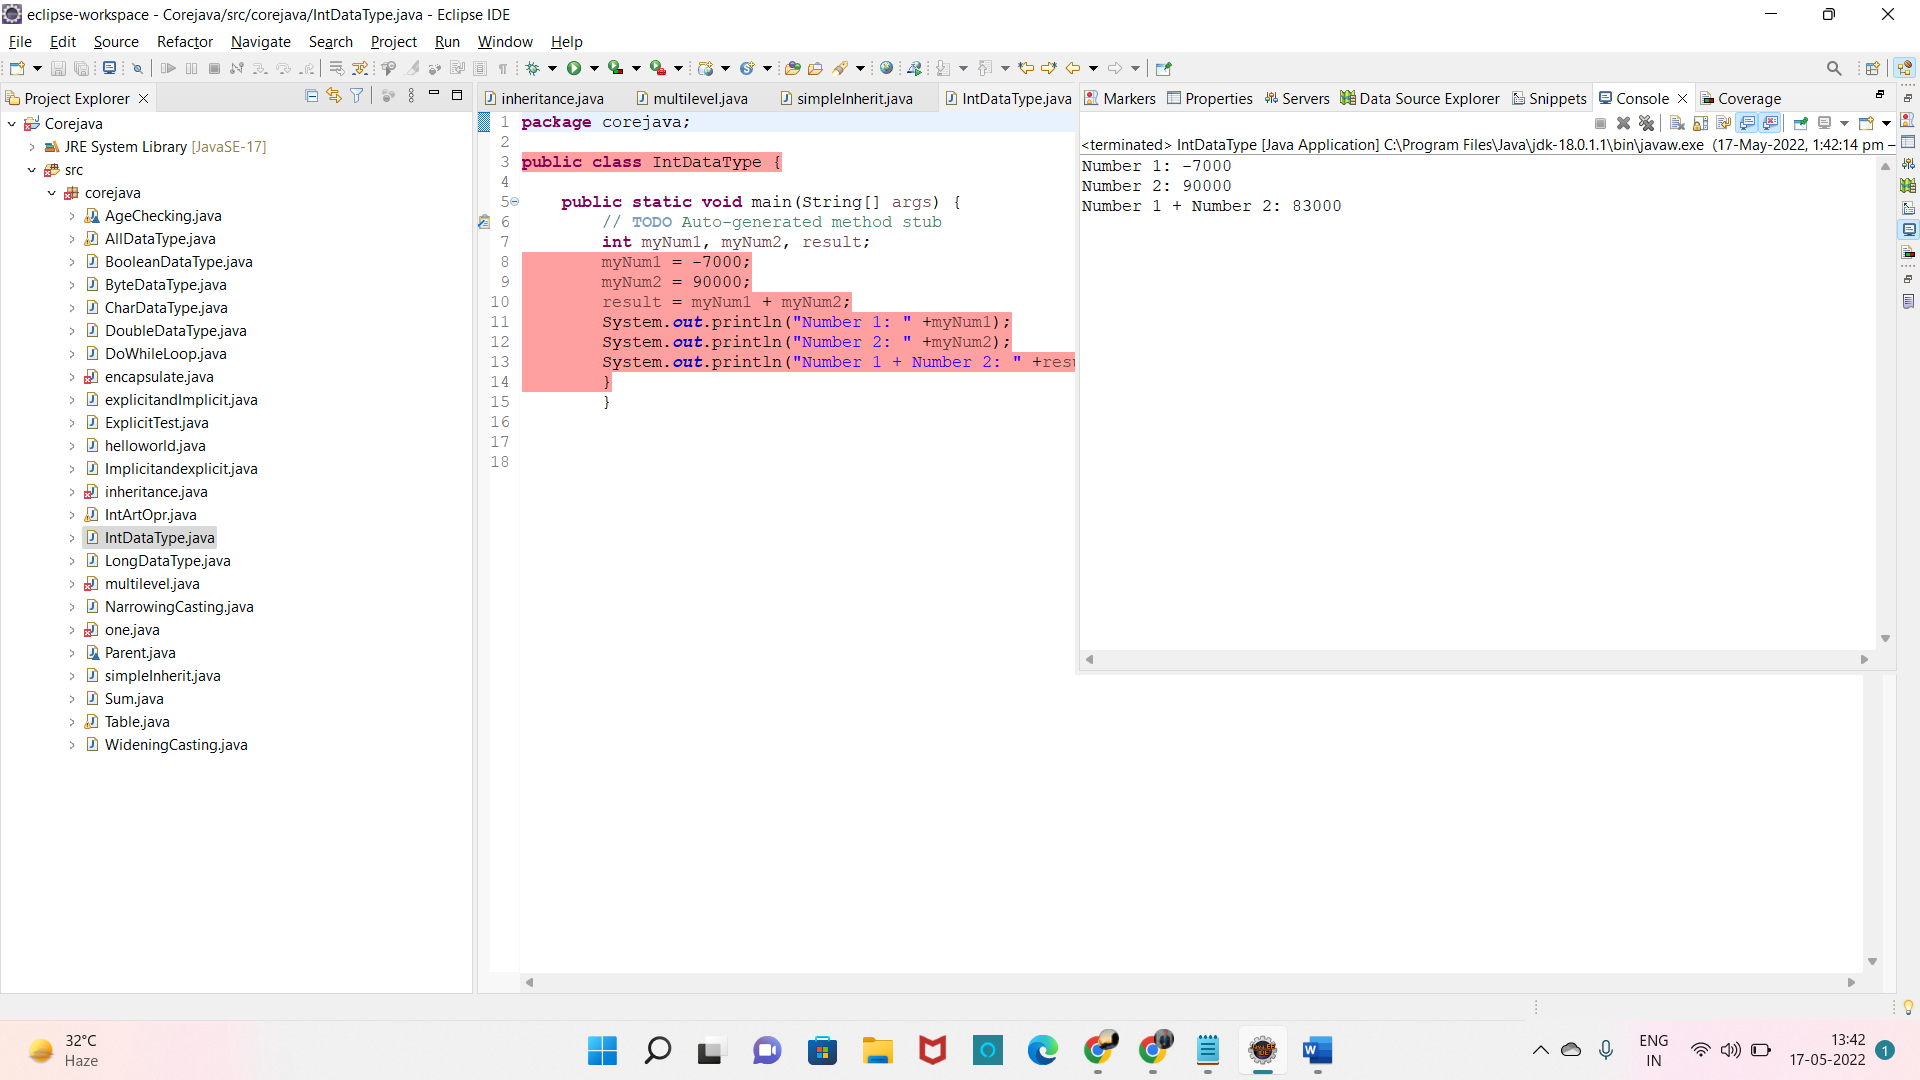 eclipse-workspace - Corejava/src/corejava/IntDataType.java - Eclipse IDE
File Edit Source Refactor Navigate Search Project Run Window Help
Project Explorer
Corejava
JRE System Library [JavaSE-17]
src
corejava
AgeChecking.java
AllDataType.java
BooleanDataType.java
ByteDataType.java
CharDataType.java
DoubleDataType.java
DoWhileLoop.java
encapsulate.java
explicitandImplicit.java
ExplicitTest.java
helloworld.java
Implicitandexplicit.java
inheritance.java
IntArtOpr.java
IntDataType.java
LongDataType.java
multilevel.java
NarrowingCasting.java
one.java
Parent.java
simpleInherit.java
Sum.java
Table.java
WideningCasting.java
inheritance.java multilevel.java simpleInherit.java IntDataType.java
1 package corejava;
2
3 public class IntDataType {
4
5 public static void main(String[] args) {
6 // TODO Auto-generated method stub
7 int myNum1, myNum2, result;
8 myNum1 = -7000;
9 myNum2 = 90000;
10 result = myNum1 + myNum2;
11 System.out.println("Number 1: " +myNum1);
12 System.out.println("Number 2: " +myNum2);
13 System.out.println("Number 1 + Number 2: " +resu
14 }
15 }
16
17
18
Markers Properties Servers Data Source Explorer Snippets Console Coverage
<terminated> IntDataType [Java Application] C:\Program Files\Java\jdk-18.0.1.1\bin\javaw.exe (17-May-2022, 1:42:14 pm –
Number 1: -7000
Number 2: 90000
Number 1 + Number 2: 83000
32°C
Haze
ENG
IN
13:42
17-05-2022
1